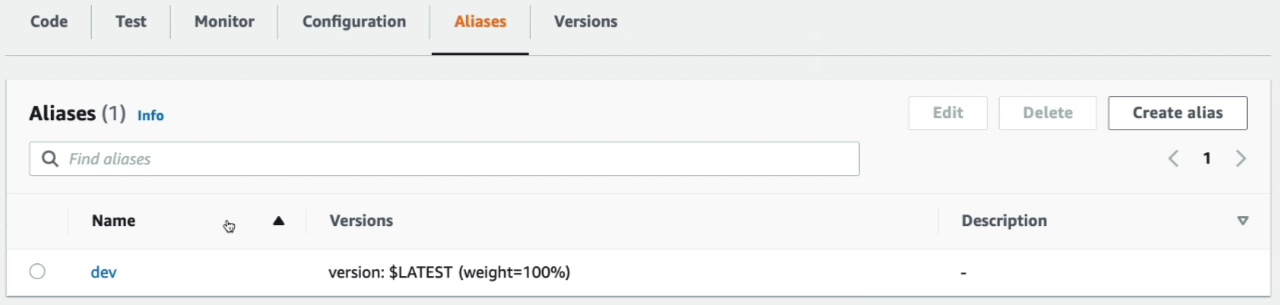 Code Test Monitor Configuration Aliases Versions
Aliases (1) Info Edit Delete Create alias
Find aliases 1
Name Versions Description
dev version: $LATEST (weight=100%) -